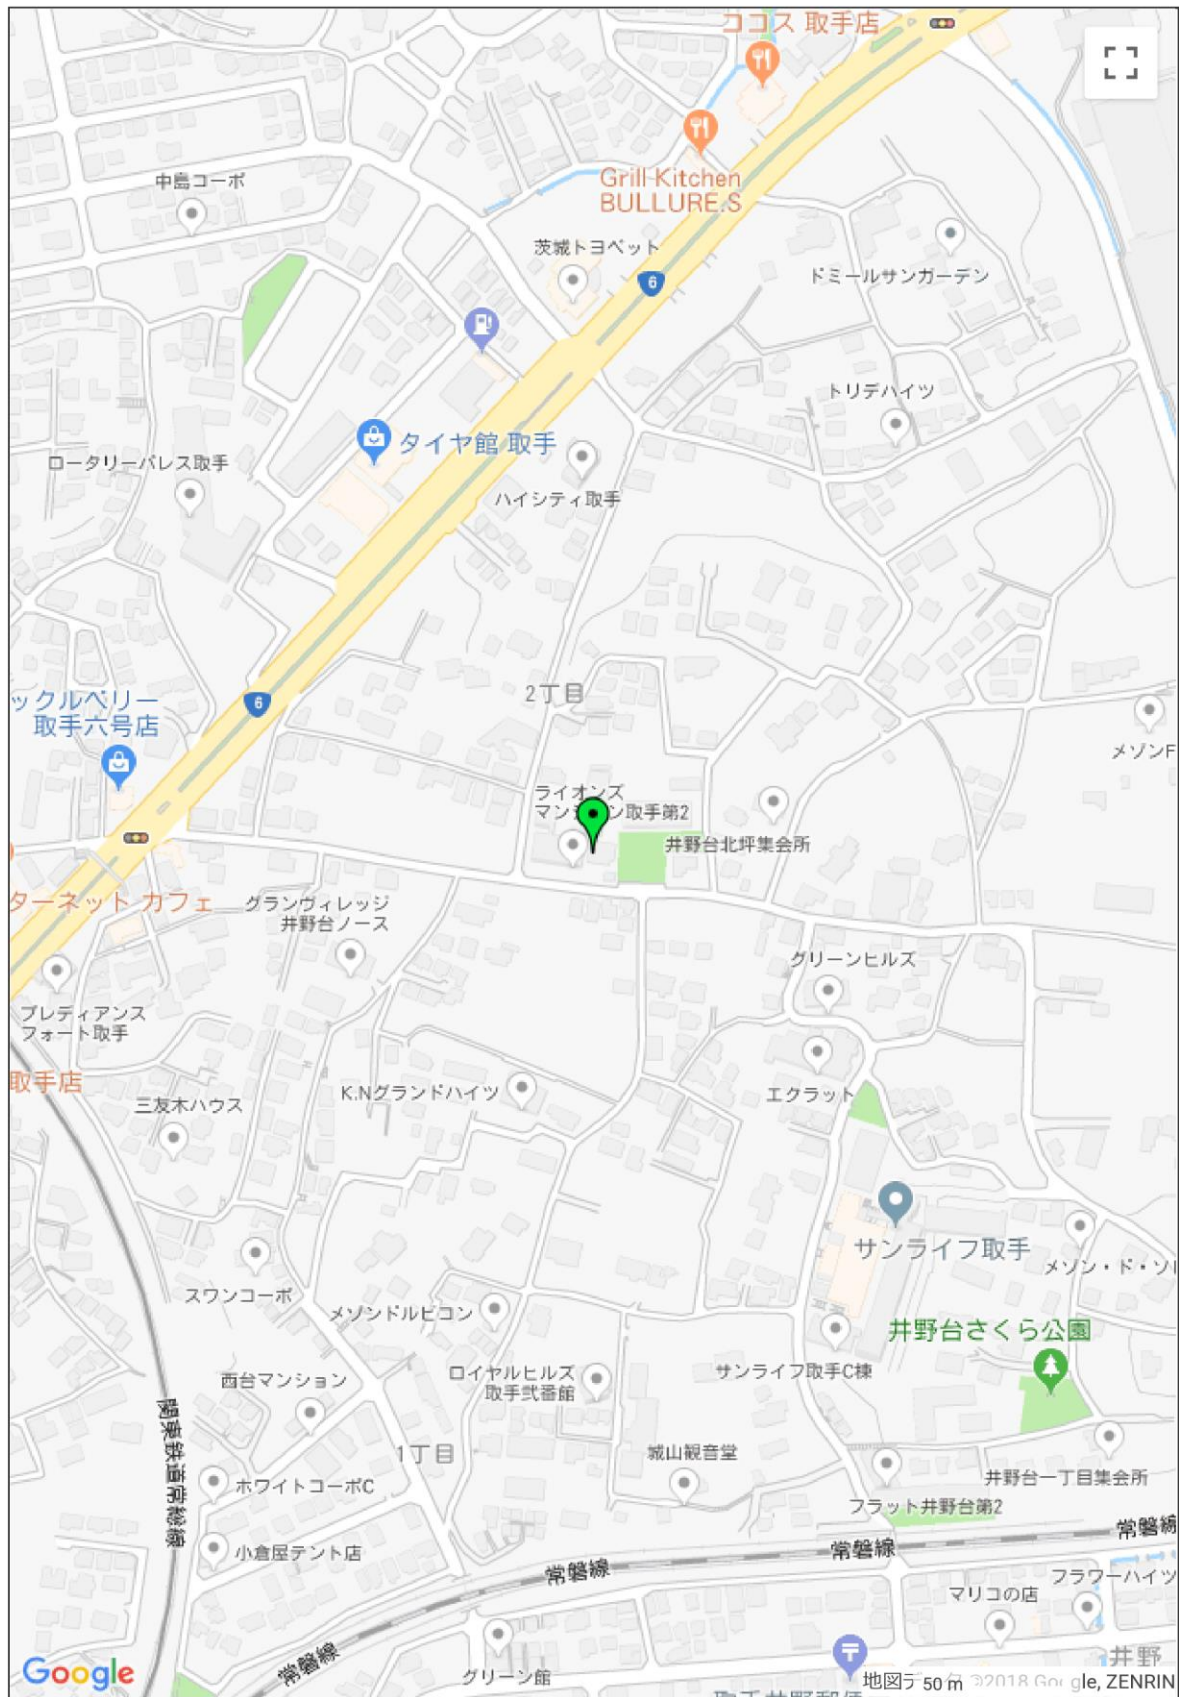 ココス 取手店
Grill Kitchen
BULLURE.S
中島コーポ
茨城トヨペット
6
ドミールサンガーデン
トリデハイツ
タイヤ館 取手
ロータリーパレス取手
ハイシティ取手
2丁目
6
ックルベリー
取手六号店
メゾンF
ライオンズ
マンション取手第2
井野台北坪集会所
ターネット カフェ
グランヴィレッジ
井野台ノース
グリーンヒルズ
プレディアンス
フォート取手
取手店
K.Nグランドハイツ
エクラット
三友木ハウス
サンライフ取手
メゾン・ド・ソレ
スワンコーポ
メゾンドルビコン
井野台さくら公園
西台マンション
ロイヤルヒルズ
取手弐番館
サンライフ取手C棟
関東鉄道常総線
1丁目
城山観音堂
ホワイトコーポC
井野台一丁目集会所
フラット井野台第2
小倉屋テント店
常磐線
常磐線
常磐線
フラワーハイツ
マリコの店
常磐線
グリーン館
井野
Google
地図データ 50 m ©2018 Google, ZENRIN